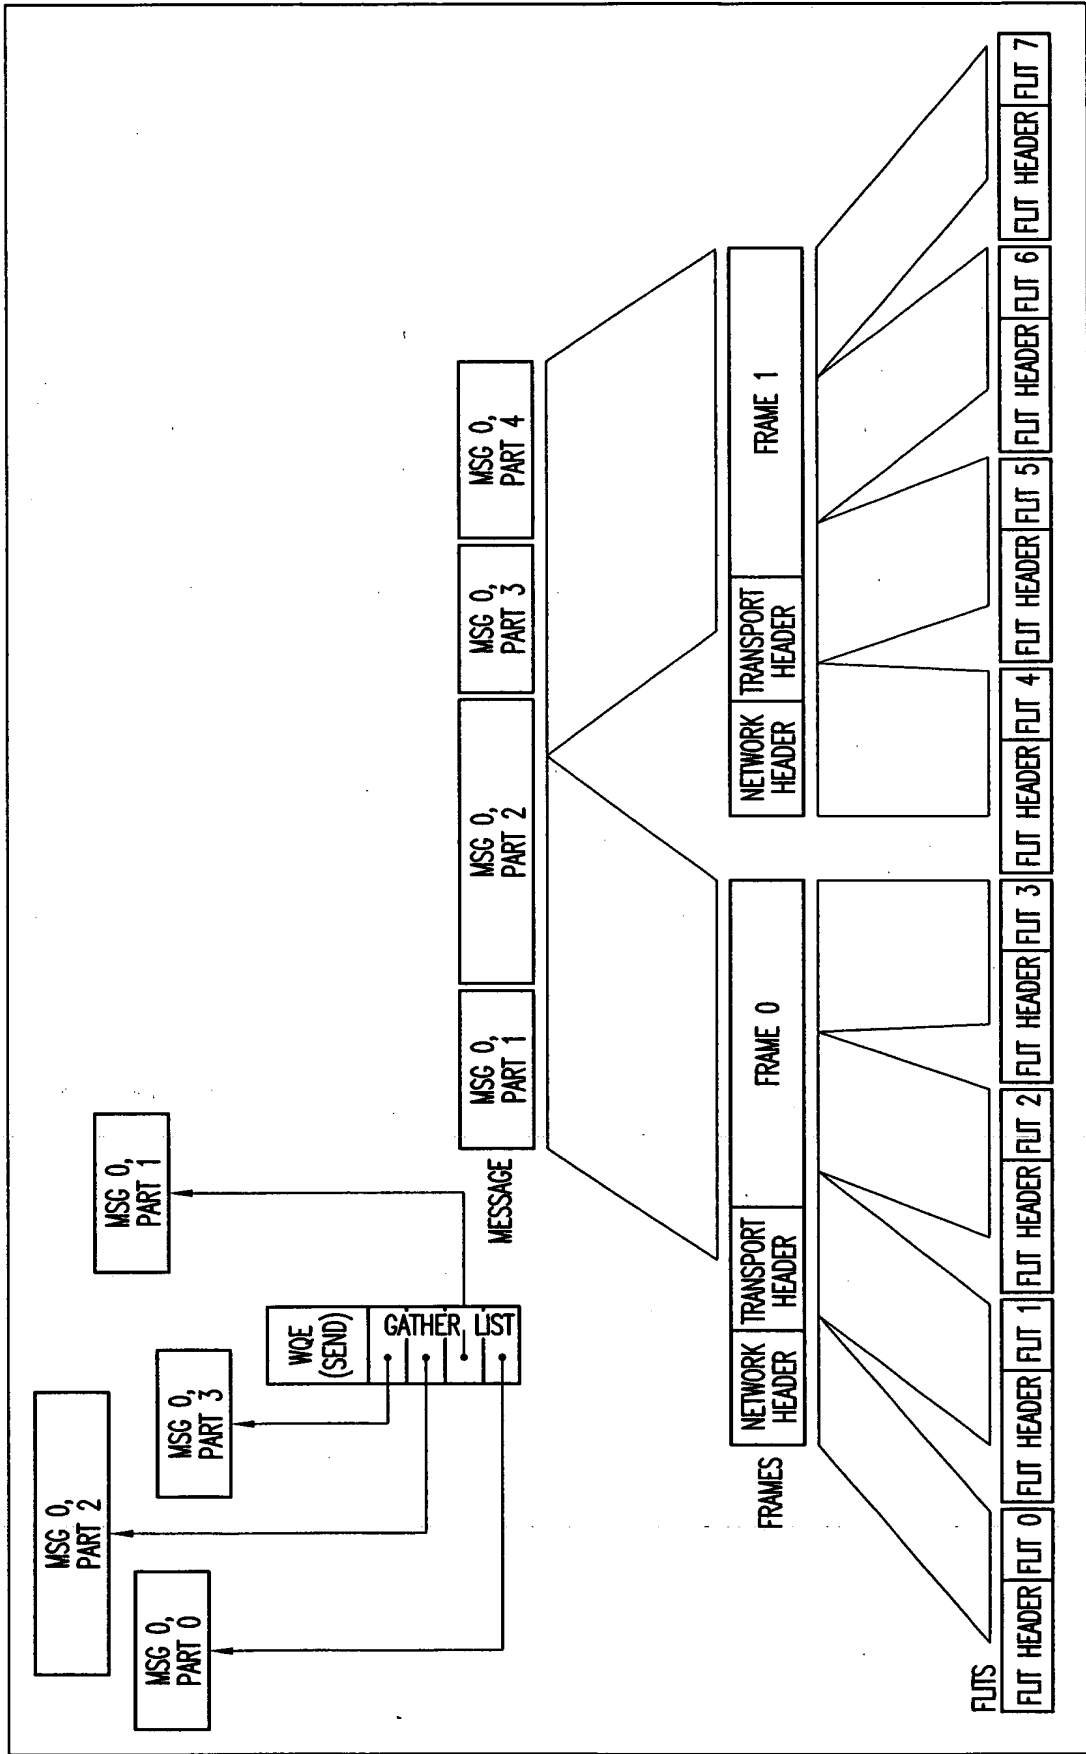 MSG 0,
PART 2
MSG 0,
PART 0
MSG 0,
PART 3
MSG 0,
PART 1
WQE
(SEND)
GATHER LIST
MESSAGE
MSG 0,
PART 1
MSG 0,
PART 2
MSG 0,
PART 3
MSG 0,
PART 4
FRAMES
NETWORK
HEADER
TRANSPORT
HEADER
FRAME 0
NETWORK
HEADER
TRANSPORT
HEADER
FRAME 1
FLITS
FLIT HEADER FLIT 0 FLIT HEADER FLIT 1 FLIT HEADER FLIT 2 FLIT HEADER FLIT 3 FLIT HEADER FLIT 4 FLIT HEADER FLIT 5 FLIT HEADER FLIT 6 FLIT HEADER FLIT 7